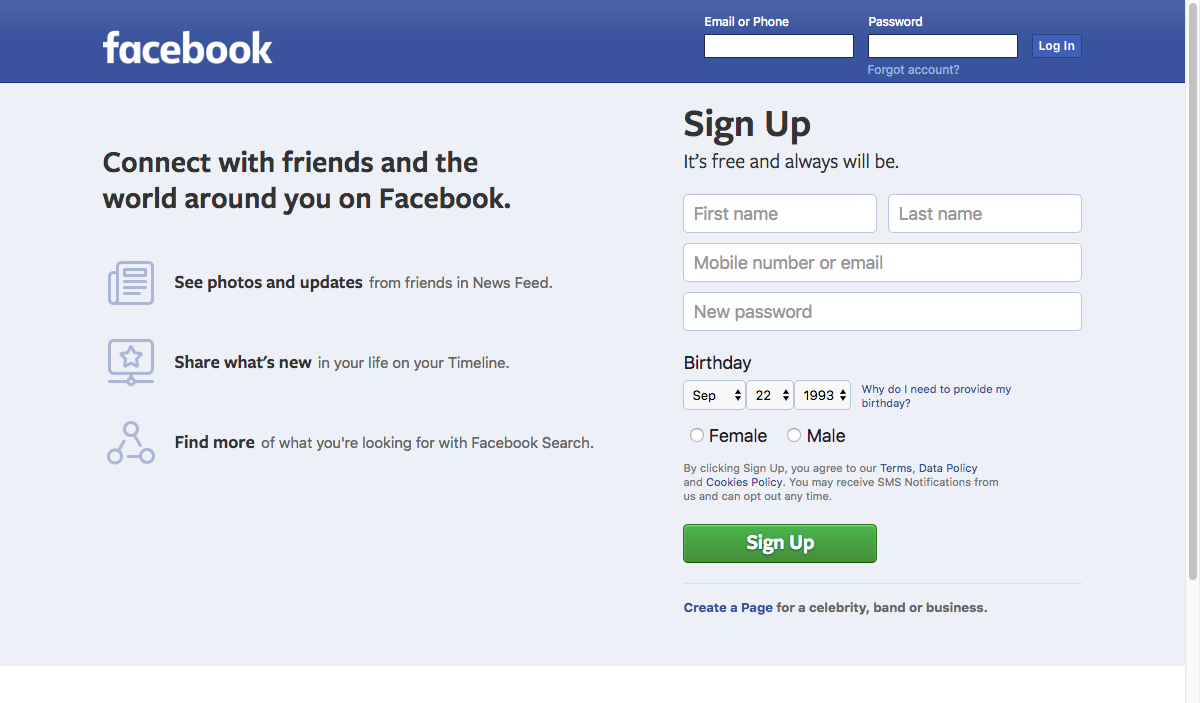 facebook
Email or Phone
Password
Log In
Forgot account?
Connect with friends and the
world around you on Facebook.
See photos and updates from friends in News Feed.
Share what's new in your life on your Timeline.
Find more of what you're looking for with Facebook Search.
Sign Up
It's free and always will be.
First name
Last name
Mobile number or email
New password
Birthday
Sep 22 1993
Why do I need to provide my
birthday?
Female Male
By clicking Sign Up, you agree to our Terms, Data Policy
and Cookies Policy. You may receive SMS Notifications from
us and can opt out any time.
Sign Up
Create a Page for a celebrity, band or business.